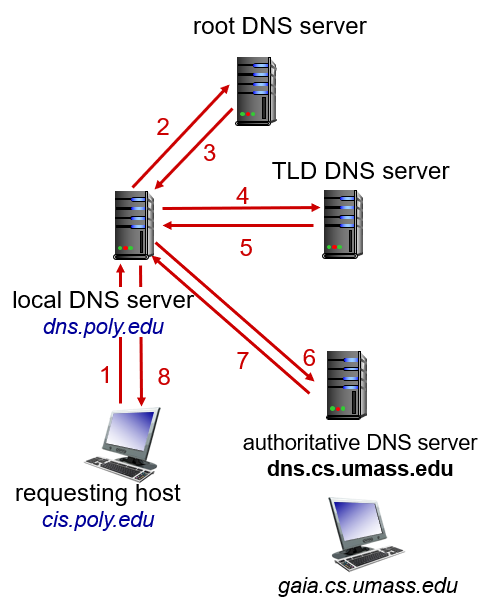 root DNS server
2
3
TLD DNS server
4
5
local DNS server
dns.poly.edu
1
8
7
6
requesting host
cis.poly.edu
authoritative DNS server
dns.cs.umass.edu
gaia.cs.umass.edu